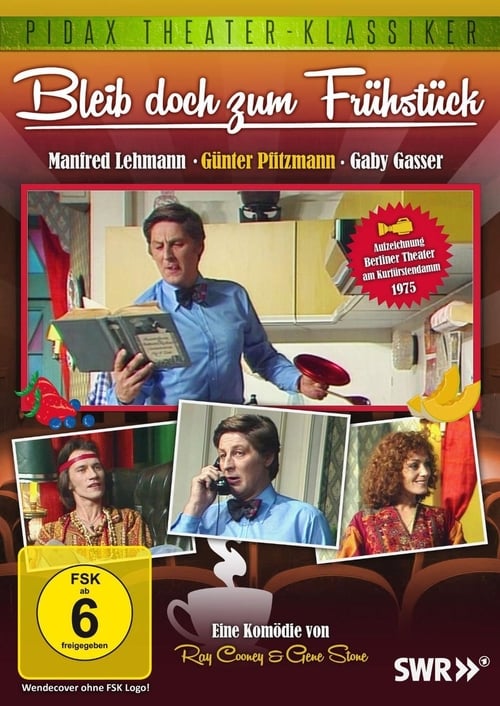 PIDAX THEATER-KLASSIKER
Bleib doch zum Frühstück
Manfred Lehmann · Günter Pfitzmann · Gaby Gasser
Aufzeichnung
Berliner Theater
am Kurfürstendamm
1975
FSK
ab
6
freigegeben
Wendecover ohne FSK Logo!
Eine Komödie von
Ray Cooney & Gene Stone
SWR